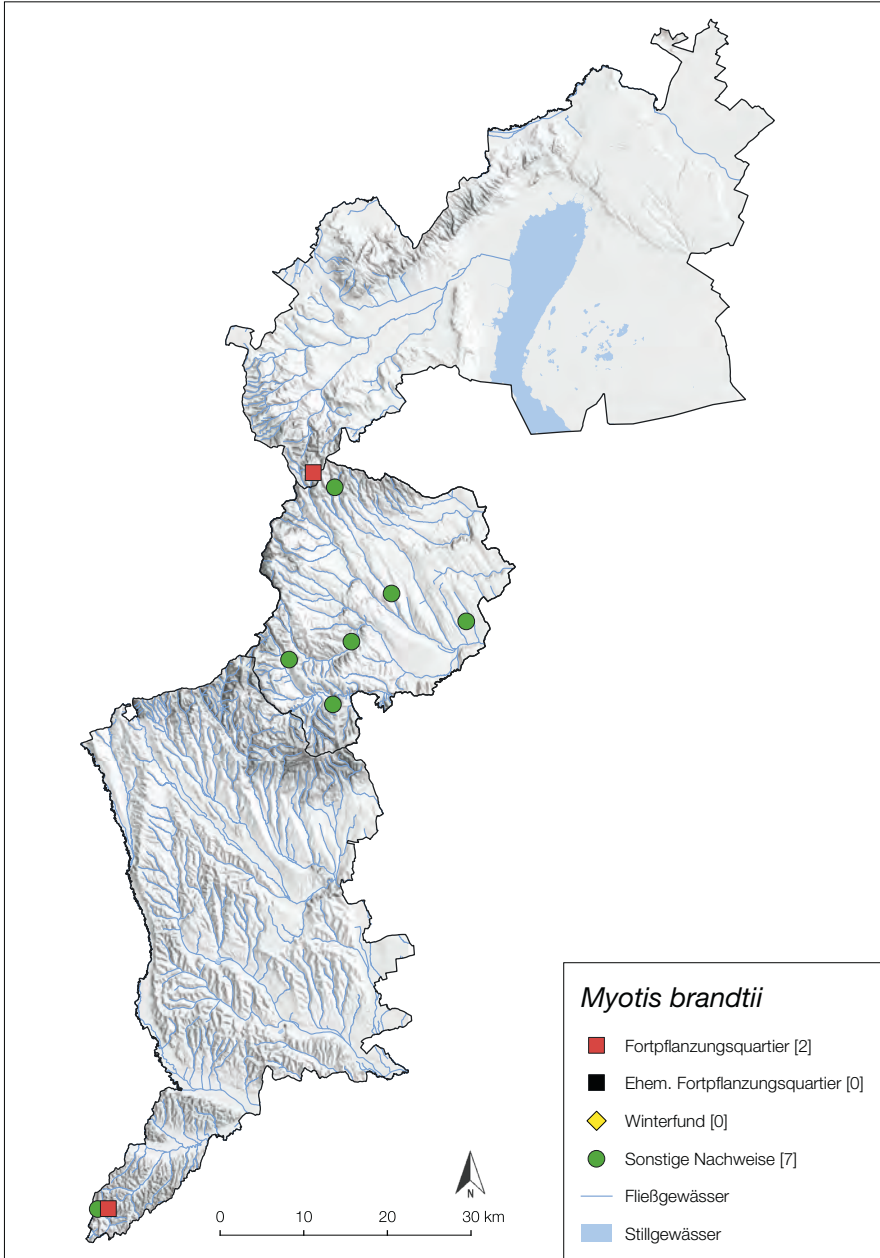 Myotis brandtii
Fortpflanzungsquartier [2]
Ehem. Fortpflanzungsquartier [0]
Winterfund [0]
Sonstige Nachweise [7]
Fließgewässer
Stillgewässer
N
0 10 20 30 km